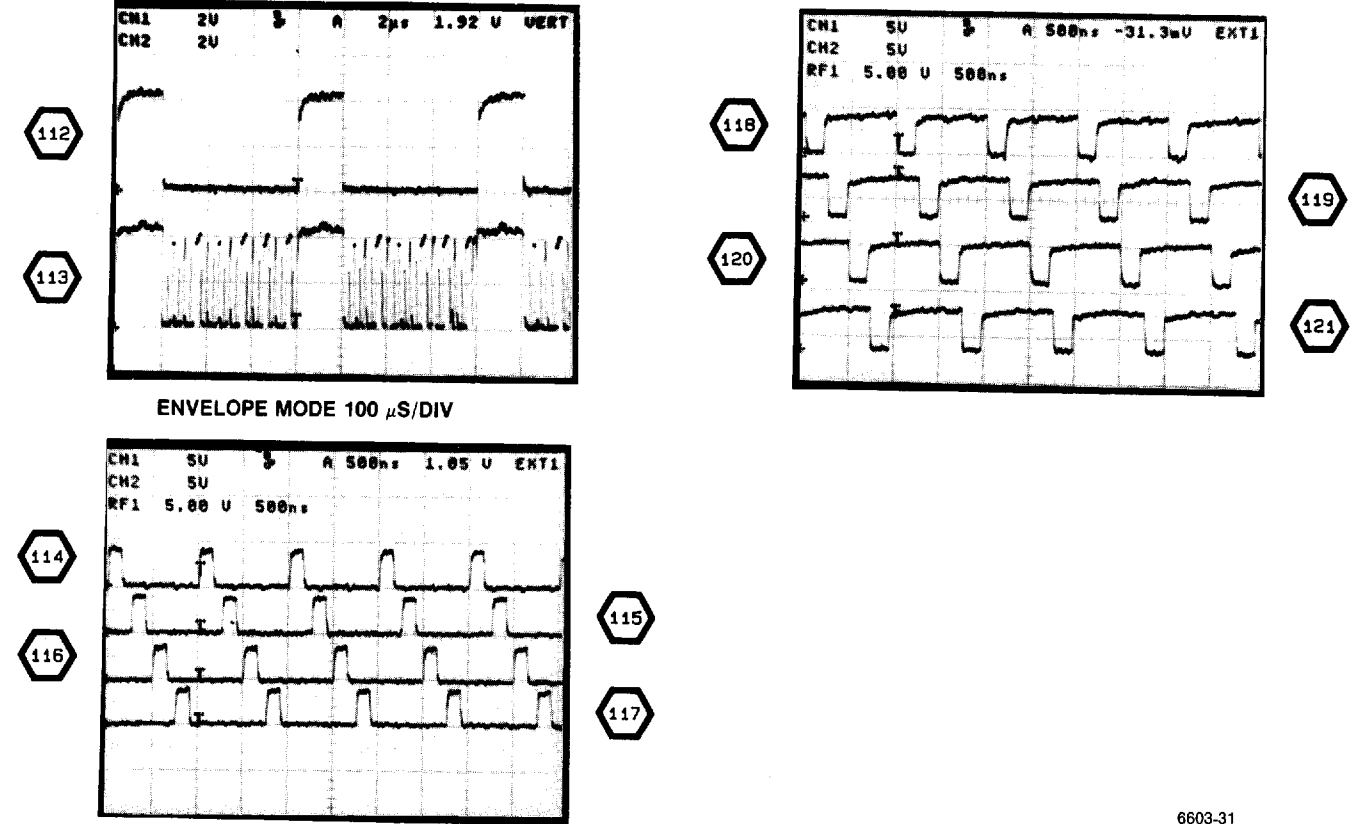 CH1 2V A 2µs 1.92 V VERT
CH2 2V
112
113
ENVELOPE MODE 100 µS/DIV
CH1 5V A 500ns -31.3mV EXT1
CH2 5V
RF1 5.00 V 500ns
118
119
120
121
CH1 5V A 500ns 1.05 V EXT1
CH2 5V
RF1 5.00 V 500ns
114
115
116
117
6603-31